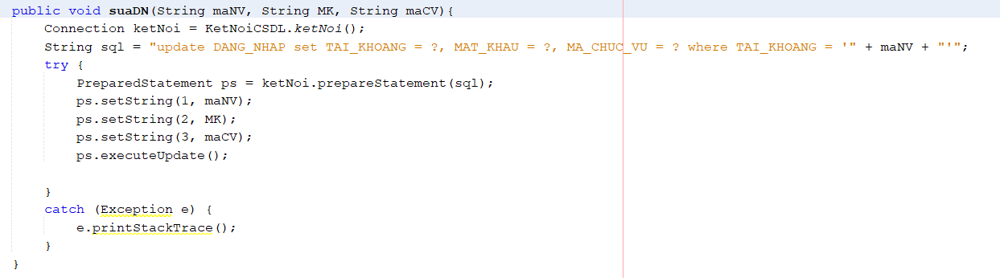 public void suaDN(String maNV, String MK, String maCV){
    Connection ketNoi = KetNoiCSDL.ketNoi();
    String sql = "update DANG_NHAP set TAI_KHOANG = ?, MAT_KHAU = ?, MA_CHUC_VU = ? where TAI_KHOANG = '" + maNV + "'";
    try {
        PreparedStatement ps = ketNoi.prepareStatement(sql);
        ps.setString(1, maNV);
        ps.setString(2, MK);
        ps.setString(3, maCV);
        ps.executeUpdate();

    }
    catch (Exception e) {
        e.printStackTrace();
    }
}